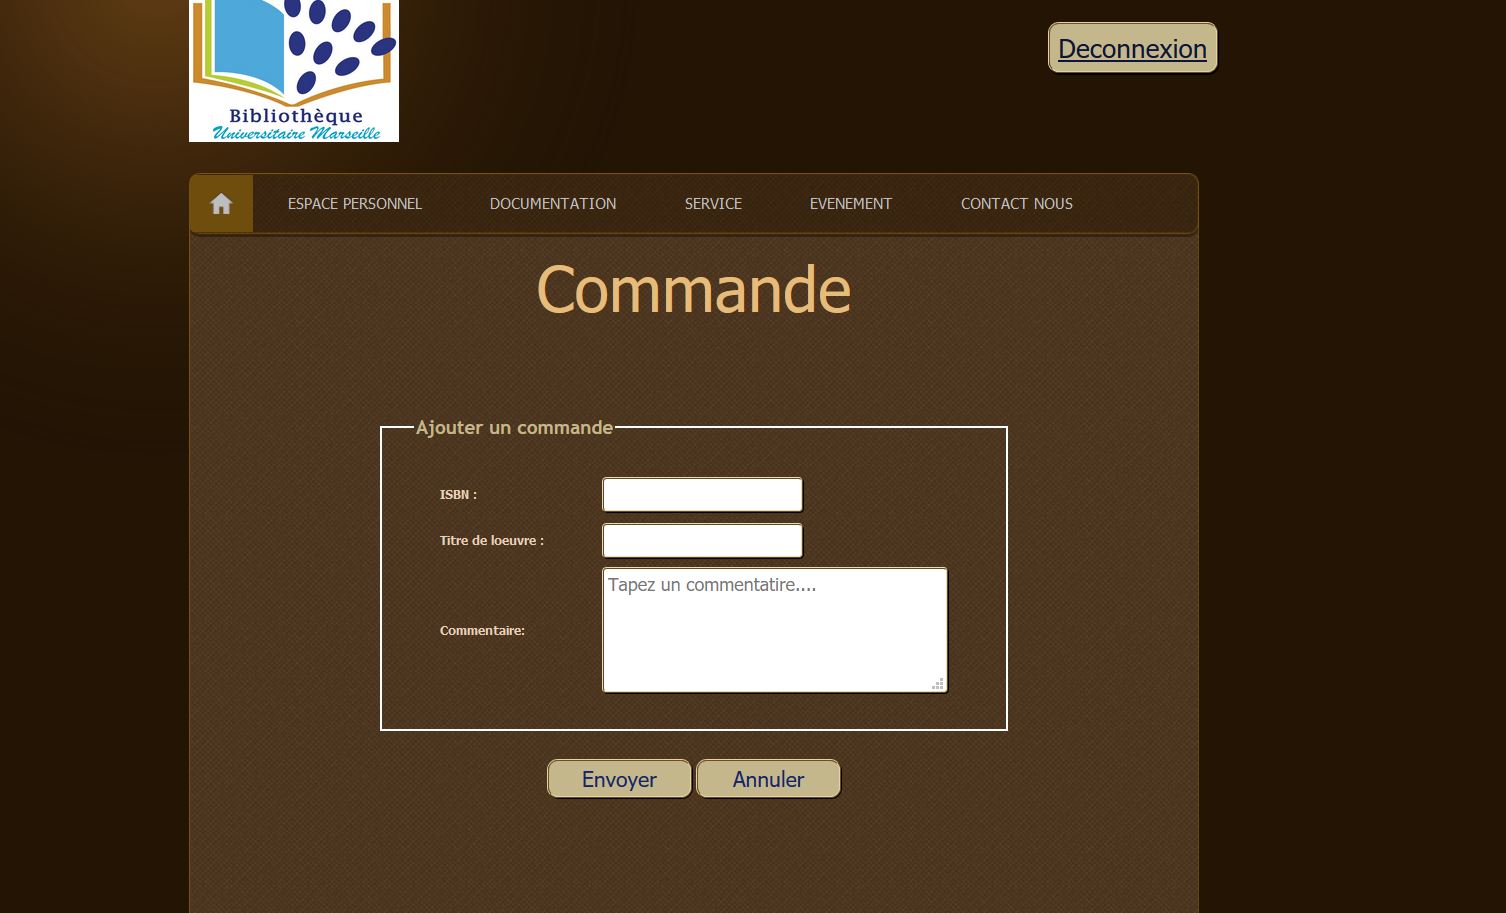 Bibliothèque
Universitaire Marseille
Deconnexion
ESPACE PERSONNEL DOCUMENTATION SERVICE EVENEMENT CONTACT NOUS
Commande
Ajouter un commande
ISBN :
Titre de loeuvre :
Tapez un commentatire....
Commentaire:
Envoyer Annuler